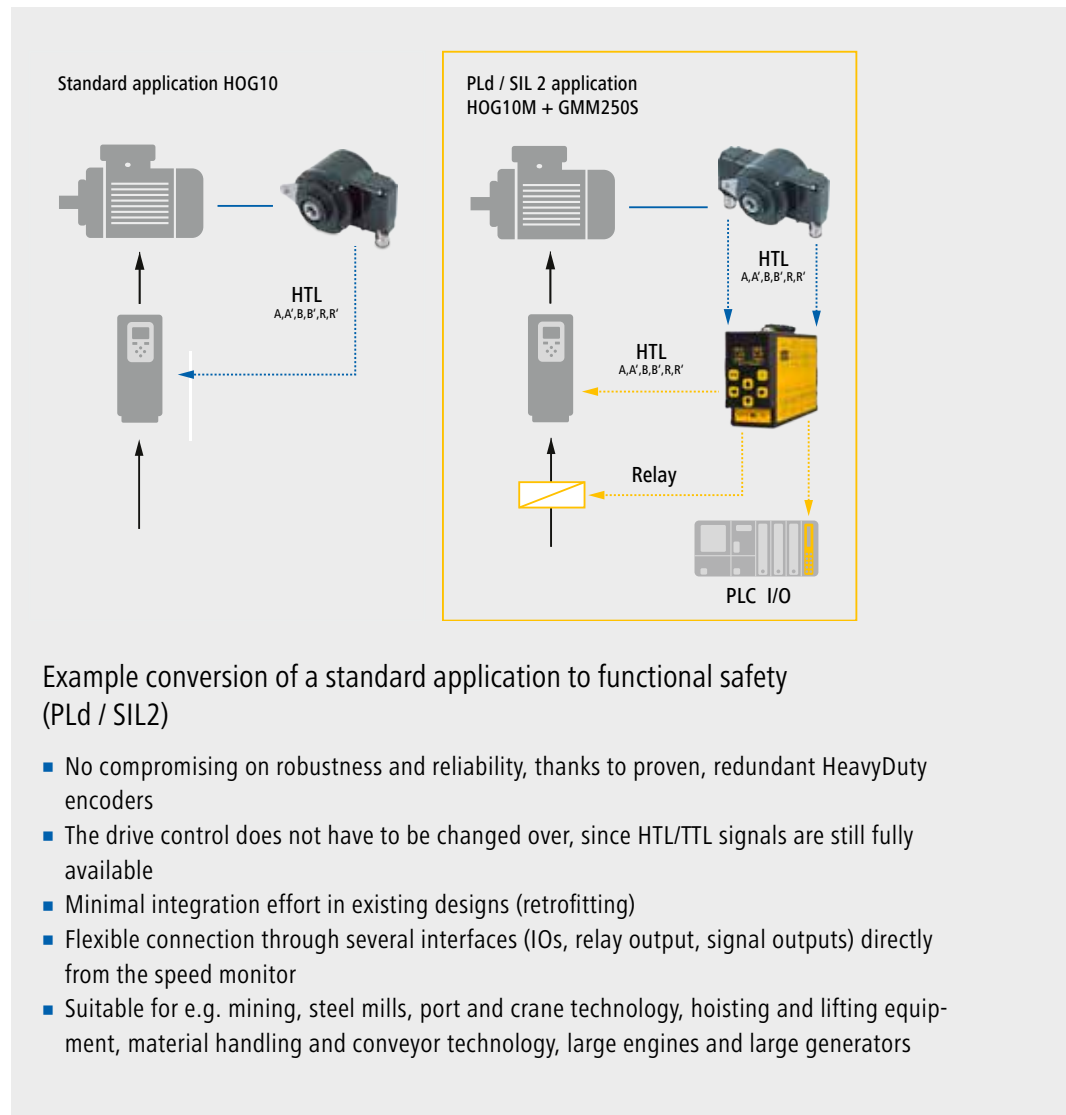 Standard application HOG10
PLd / SIL 2 application
HOG10M + GMM250S
HTL
A,A‘,B,B‘,R,R‘
HTL
A,A‘,B,B‘,R,R‘
HTL
A,A‘,B,B‘,R,R‘
Relay
PLC I/O
Example conversion of a standard application to functional safety
(PLd / SIL2)
■ No compromising on robustness and reliability, thanks to proven, redundant HeavyDuty
encoders
■ The drive control does not have to be changed over, since HTL/TTL signals are still fully
available
■ Minimal integration effort in existing designs (retrofitting)
■ Flexible connection through several interfaces (IOs, relay output, signal outputs) directly
from the speed monitor
■ Suitable for e.g. mining, steel mills, port and crane technology, hoisting and lifting equip-
ment, material handling and conveyor technology, large engines and large generators